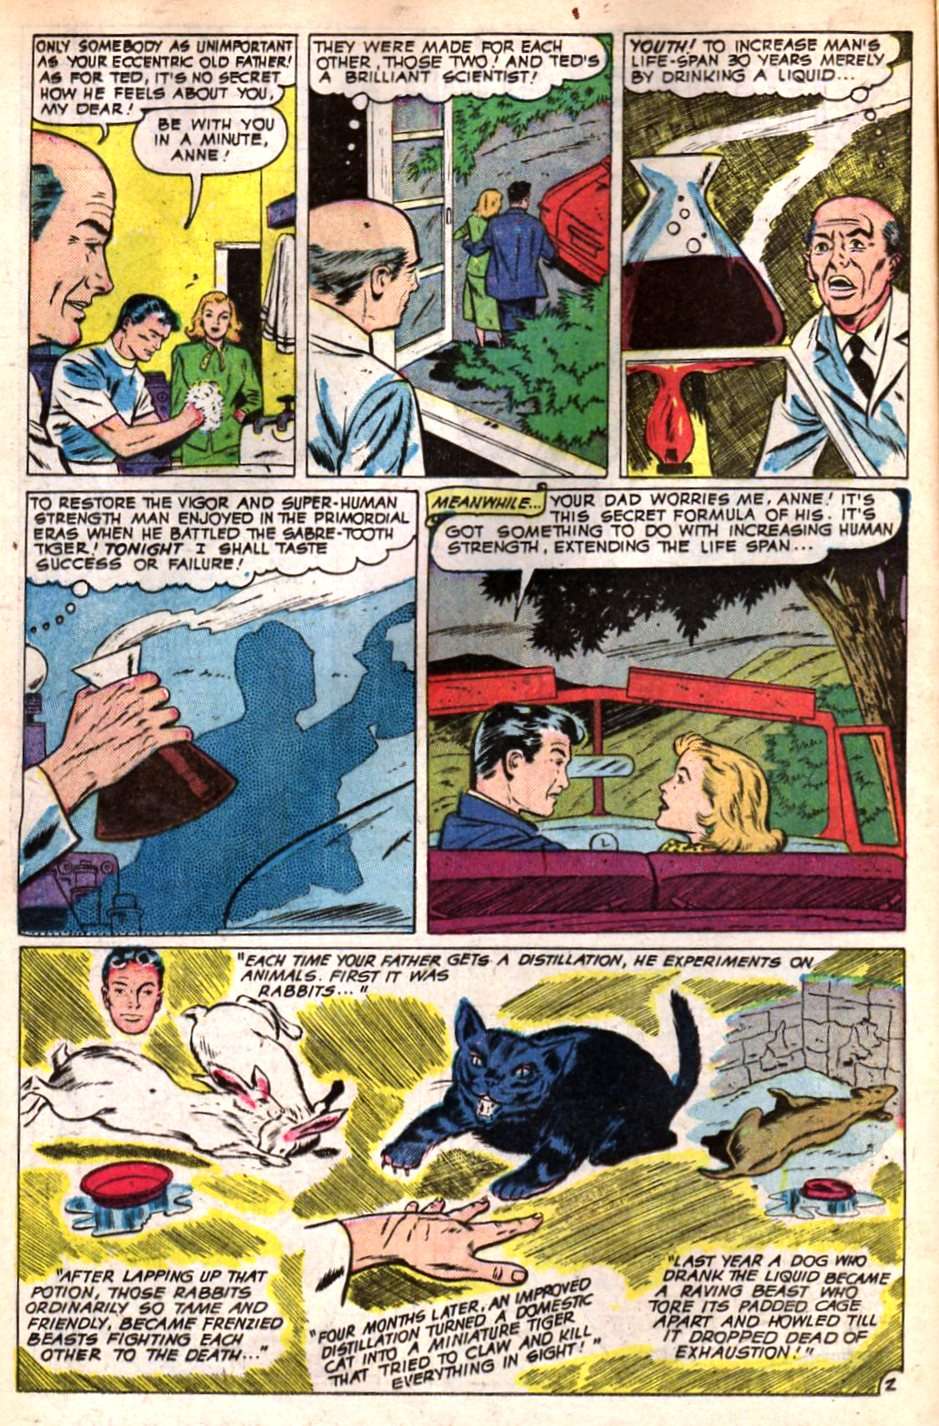 ONLY SOMEBODY AS UNIMPORTANT
AS YOUR ECCENTRIC OLD FATHER!
AS FOR TED, IT'S NO SECRET
HOW HE FEELS ABOUT YOU,
MY DEAR!
BE WITH YOU
IN A MINUTE,
ANNE!
THEY WERE MADE FOR EACH
OTHER, THOSE TWO! AND TED'S
A BRILLIANT SCIENTIST!
YOUTH! TO INCREASE MAN'S
LIFE-SPAN 30 YEARS MERELY
BY DRINKING A LIQUID...
TO RESTORE THE VIGOR AND SUPER-HUMAN
STRENGTH MAN ENJOYED IN THE PRIMORDIAL
ERAS WHEN HE BATTLED THE SABRE-TOOTH
TIGER! TONIGHT I SHALL TASTE
SUCCESS OR FAILURE!
MEANWHILE...
YOUR DAD WORRIES ME, ANNE! IT'S
THIS SECRET FORMULA OF HIS. IT'S
GOT SOMETHING TO DO WITH INCREASING HUMAN
STRENGTH, EXTENDING THE LIFE SPAN...
"EACH TIME YOUR FATHER GETS A DISTILLATION, HE EXPERIMENTS ON
ANIMALS. FIRST IT WAS
RABBITS..."
"AFTER LAPPING UP THAT
POTION, THOSE RABBITS
ORDINARILY SO TAME AND
FRIENDLY, BECAME FRENZIED
BEASTS FIGHTING EACH
OTHER TO THE DEATH..."
"FOUR MONTHS LATER, AN IMPROVED
DISTILLATION TURNED A DOMESTIC
CAT INTO A MINIATURE TIGER
THAT TRIED TO CLAW AND KILL
EVERYTHING IN SIGHT!"
"LAST YEAR A DOG WHO
DRANK THE LIQUID BECAME
A RAVING BEAST WHO
TORE ITS PADDED CAGE
APART AND HOWLED TILL
IT DROPPED DEAD OF
EXHAUSTION!"
2